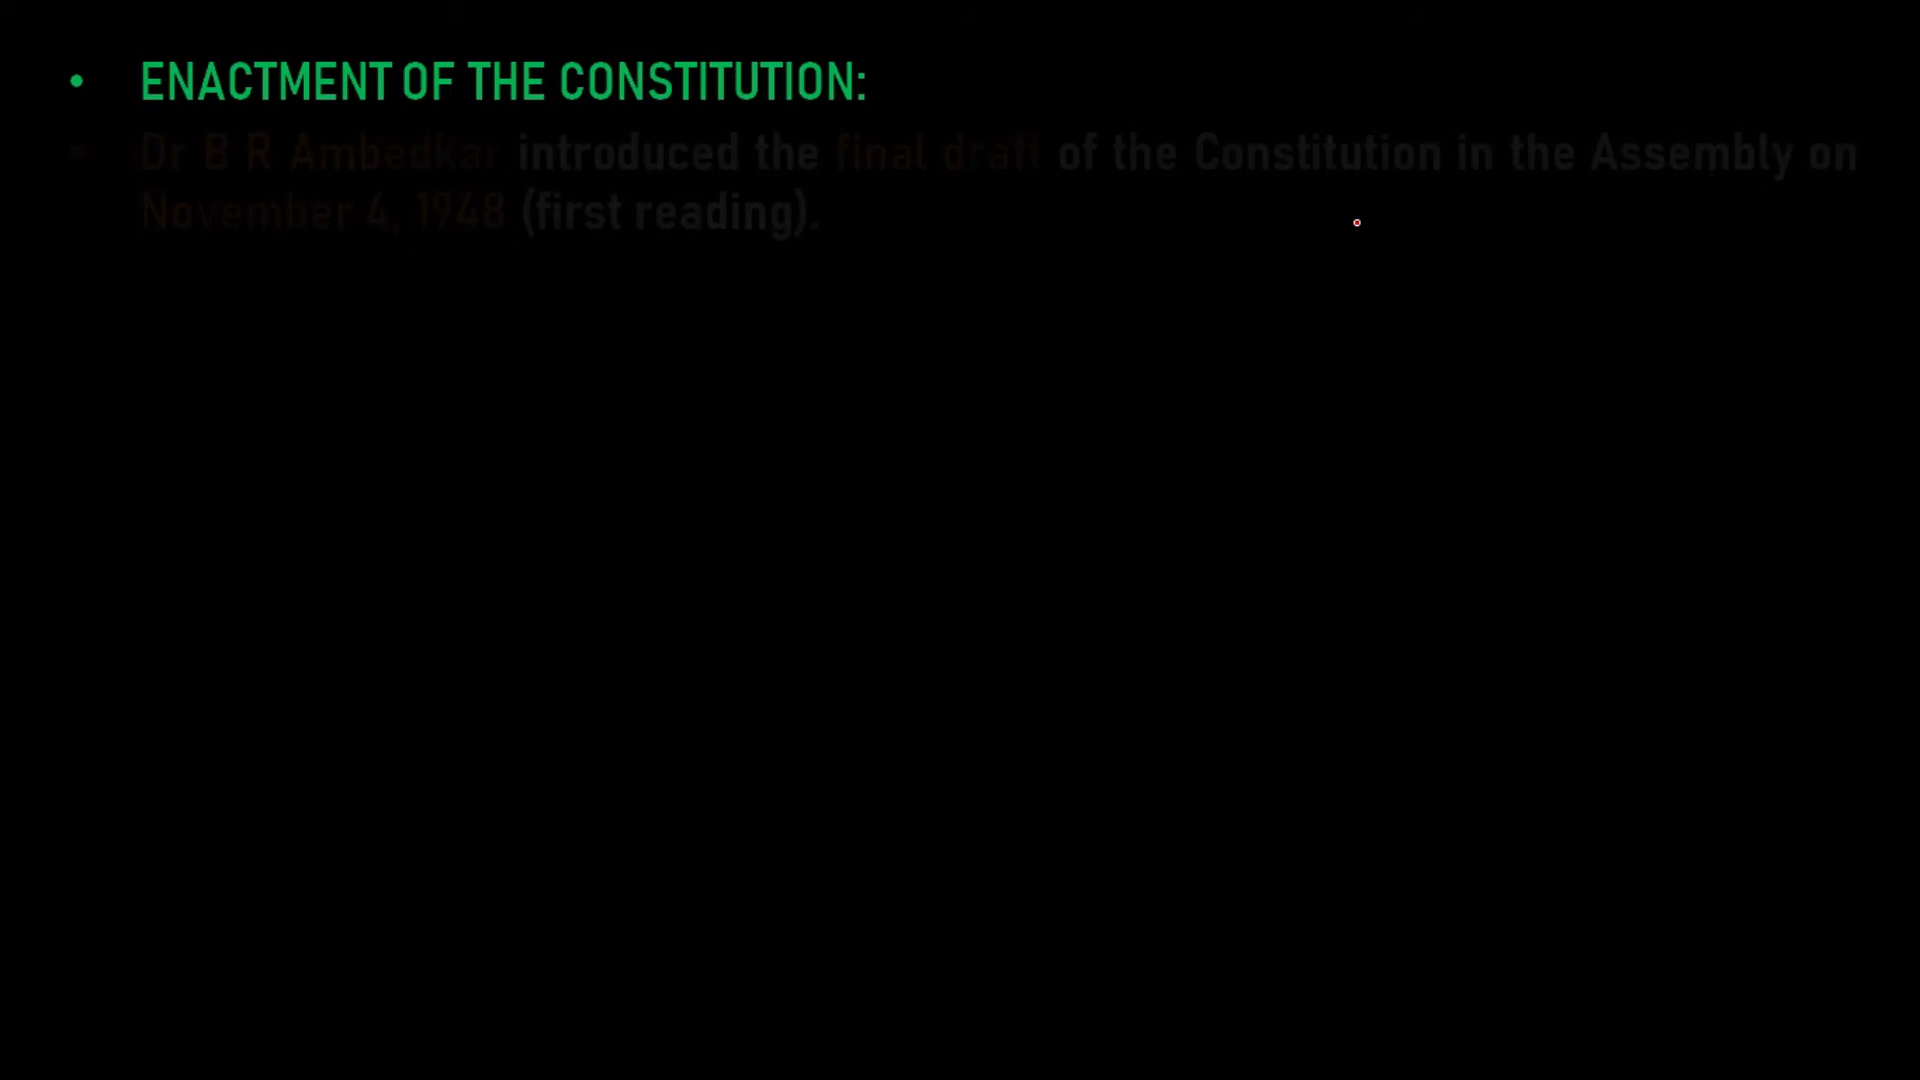 • ENACTMENT OF THE CONSTITUTION:
• Dr B R Ambedkar introduced the final draft of the Constitution in the Assembly on
November 4, 1948 (first reading).